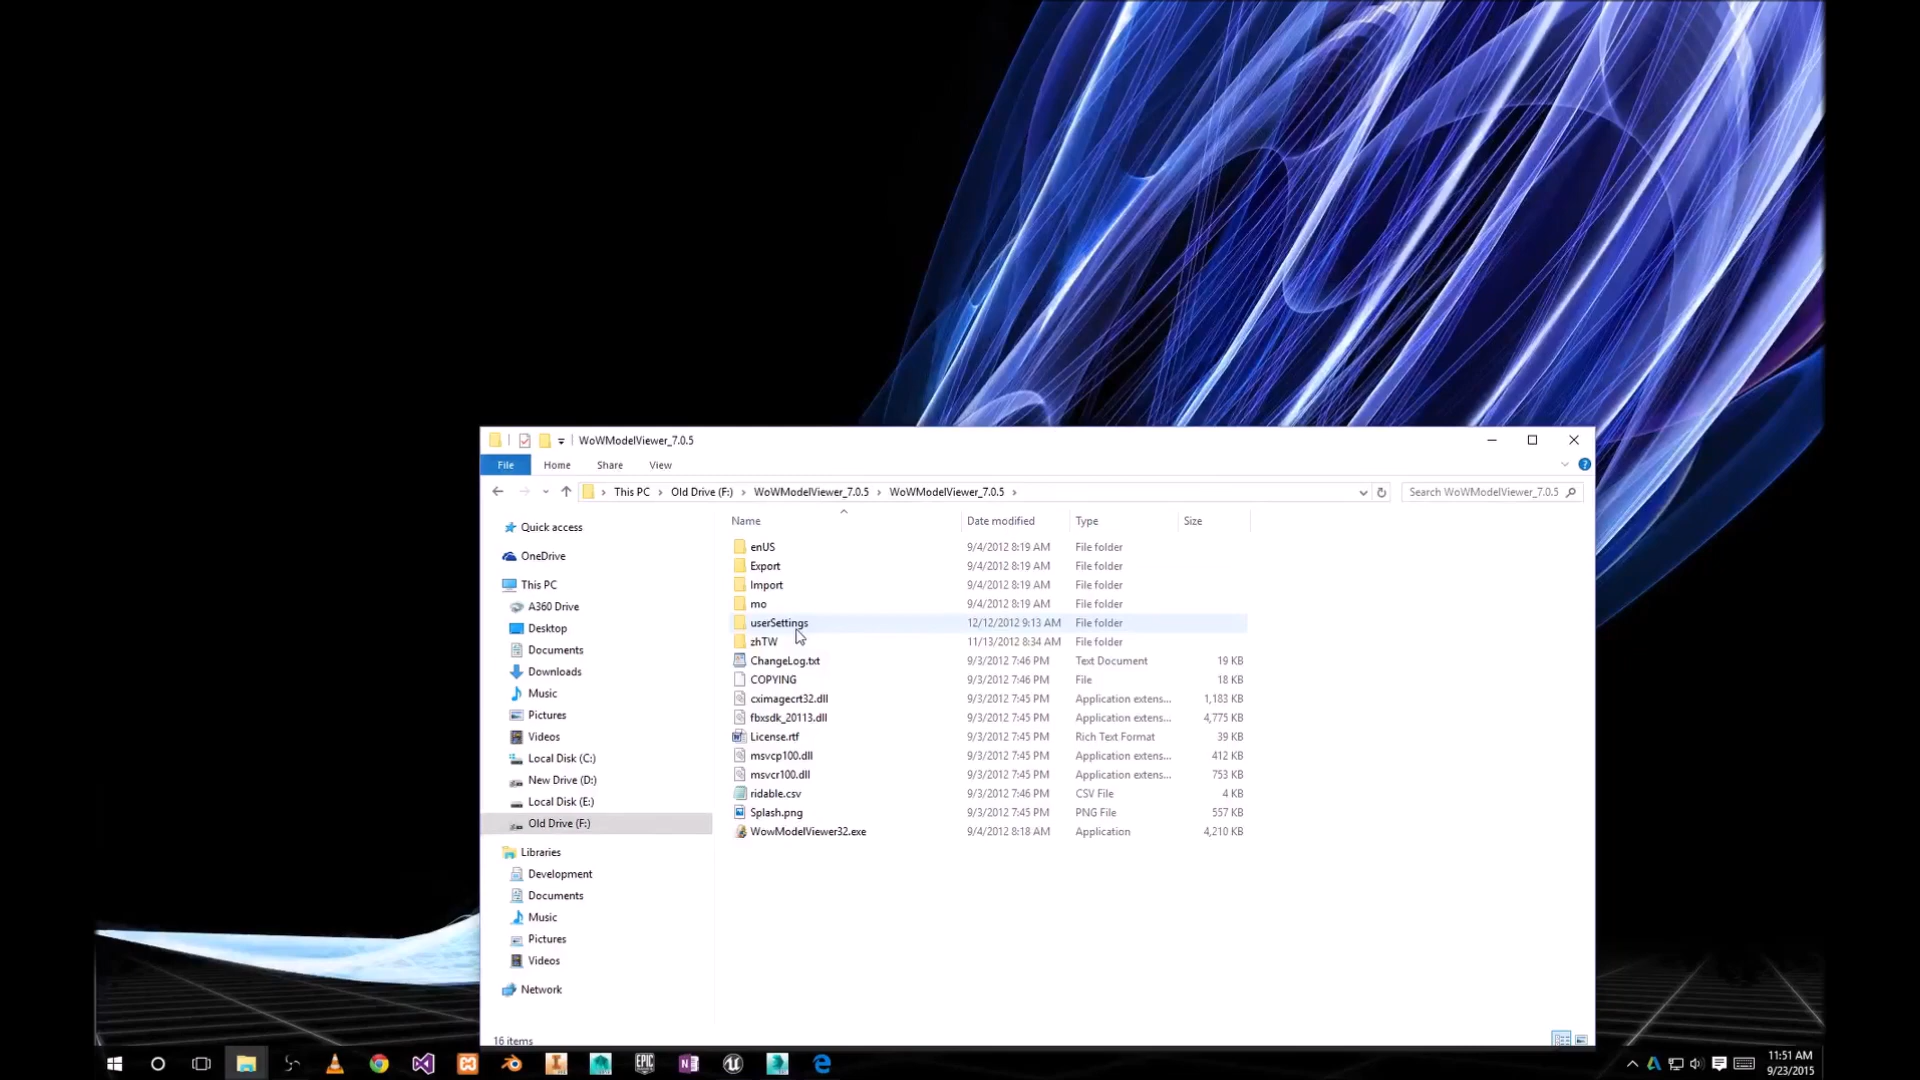 WoWModelViewer_7.0.5
File Home Share View
This PC Old Drive (F:) WoWModelViewer_7.0.5 WoWModelViewer_7.0.5 Search WoWModelViewer_7.0.5
Name Date modified Type Size
Quick access
OneDrive
This PC
A360 Drive
Desktop
Documents
Downloads
Music
Pictures
Videos
Local Disk (C:)
New Drive (D:)
Local Disk (E:)
Old Drive (F:)
Libraries
Development
Documents
Music
Pictures
Videos
Network
enUS 9/4/2012 8:19 AM File folder
Export 9/4/2012 8:19 AM File folder
Import 9/4/2012 8:19 AM File folder
mo 9/4/2012 8:19 AM File folder
userSettings 12/12/2012 9:13 AM File folder
zhTW 11/13/2012 8:34 AM File folder
ChangeLog.txt 9/3/2012 7:46 PM Text Document 19 KB
COPYING 9/3/2012 7:46 PM File 18 KB
cximagecrt32.dll 9/3/2012 7:45 PM Application extens... 1,183 KB
fbxsdk_20113.dll 9/3/2012 7:45 PM Application extens... 4,775 KB
License.rtf 9/3/2012 7:45 PM Rich Text Format 39 KB
msvcp100.dll 9/3/2012 7:45 PM Application extens... 412 KB
msvcr100.dll 9/3/2012 7:45 PM Application extens... 753 KB
ridable.csv 9/3/2012 7:46 PM CSV File 4 KB
Splash.png 9/3/2012 7:45 PM PNG File 557 KB
WowModelViewer32.exe 9/4/2012 8:18 AM Application 4,210 KB
16 items
EPIC
11:51 AM
9/23/2015